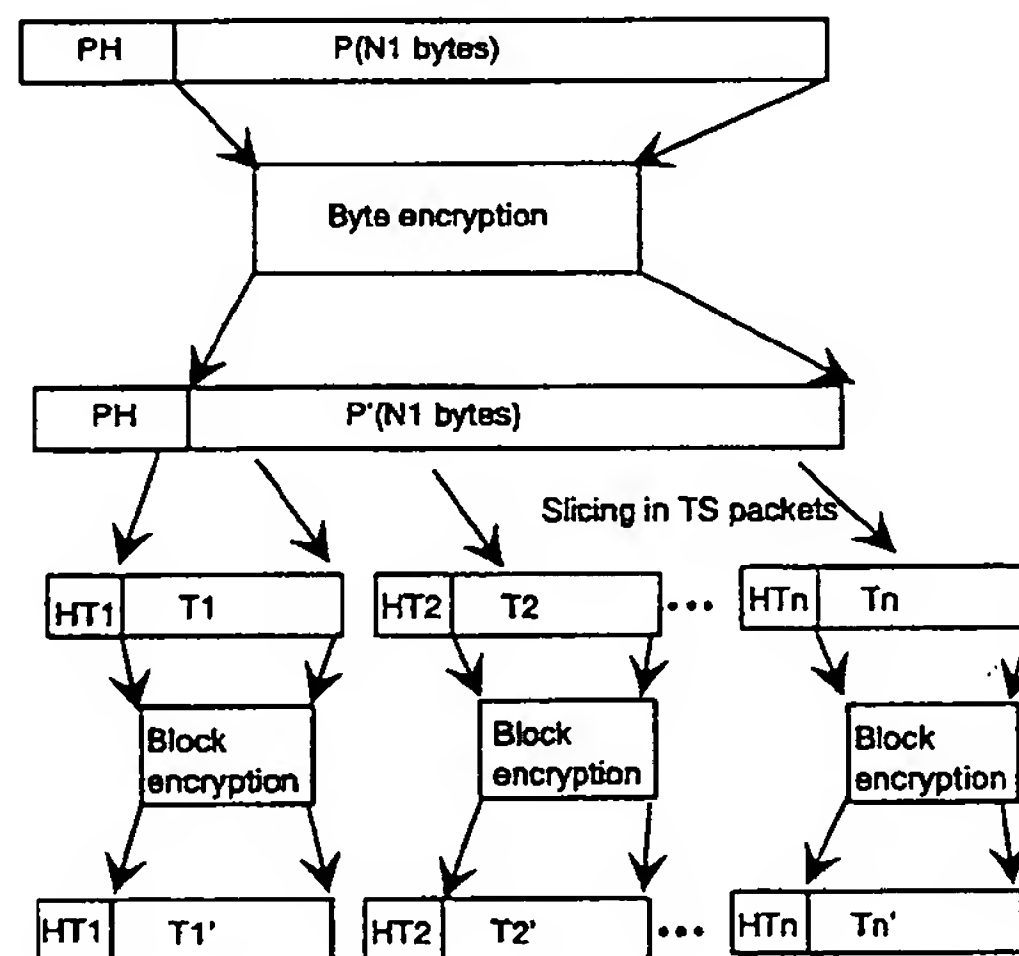 PH P(N1 bytes)
Byte encryption
PH P'(N1 bytes)
Slicing in TS packets
HT1 T1 HT2 T2 ••• HTn Tn
Block encryption Block encryption Block encryption
HT1 T1' HT2 T2' ••• HTn Tn'